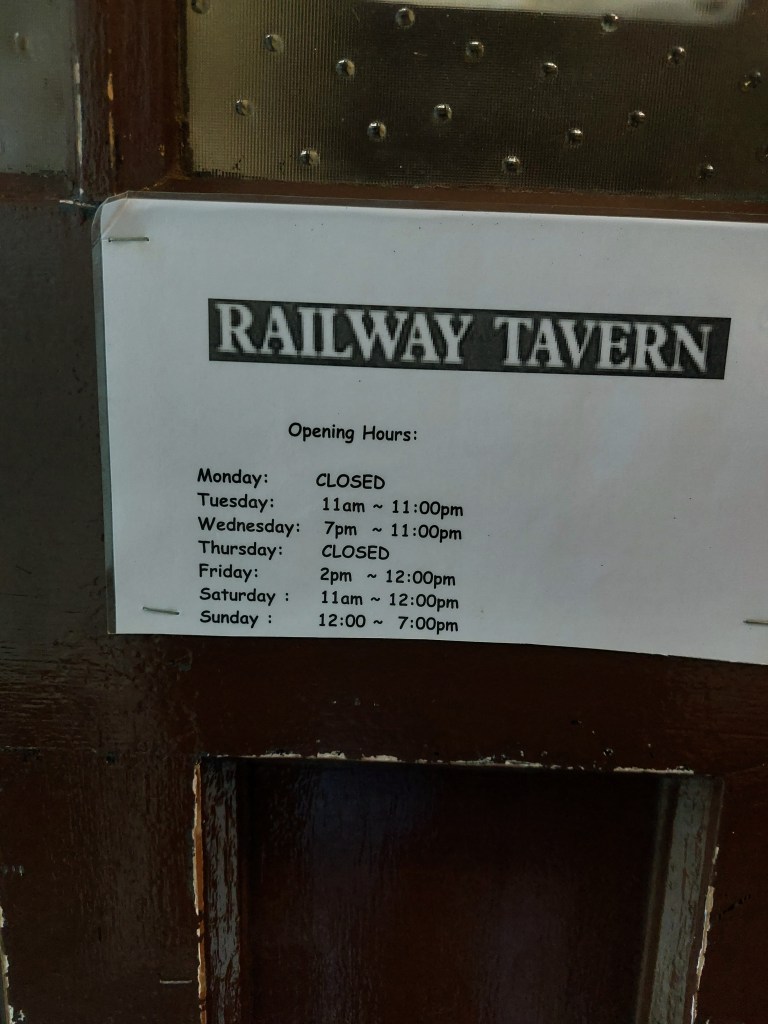 RAILWAY TAVERN
Opening Hours:
Monday: CLOSED
Tuesday: 11am ~ 11:00pm
Wednesday: 7pm ~ 11:00pm
Thursday: CLOSED
Friday: 2pm ~ 12:00pm
Saturday : 11am ~ 12:00pm
Sunday : 12:00 ~ 7:00pm